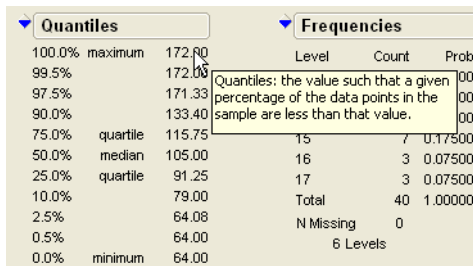 Quantiles
100.0% maximum 172.00
99.5% 172.00
97.5% 171.33
90.0% 133.40
75.0% quartile 115.75
50.0% median 105.00
25.0% quartile 91.25
10.0% 79.00
2.5% 64.08
0.5% 64.00
0.0% minimum 64.00
Frequencies
Level Count Prob
Quantiles: the value such that a given
percentage of the data points in the
sample are less than that value.
15 7 0.17500
16 3 0.07500
17 3 0.07500
Total 40 1.00000
N Missing 0
6 Levels